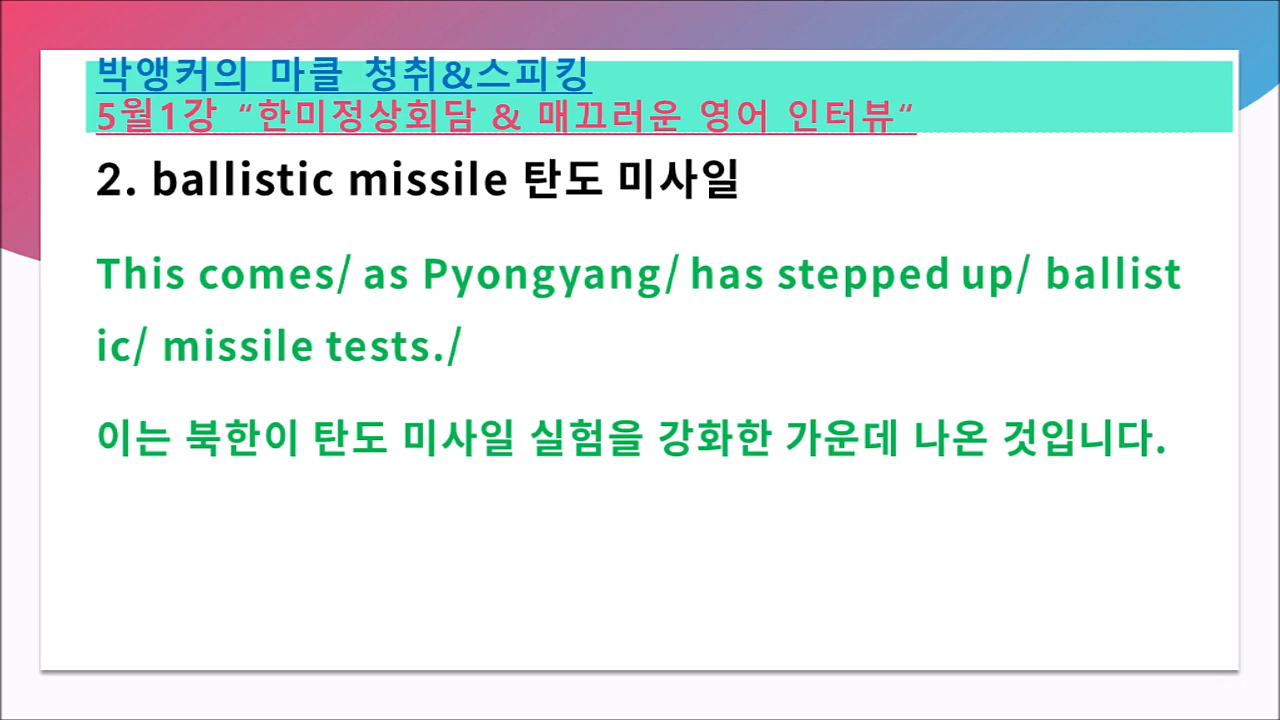 박앵커의 마클 청취&스피킹
5월1강 “한미정상회담 & 매끄러운 영어 인터뷰“
2. ballistic missile 탄도 미사일
This comes/ as Pyongyang/ has stepped up/ ballist
ic/ missile tests./
이는 북한이 탄도 미사일 실험을 강화한 가운데 나온 것입니다.